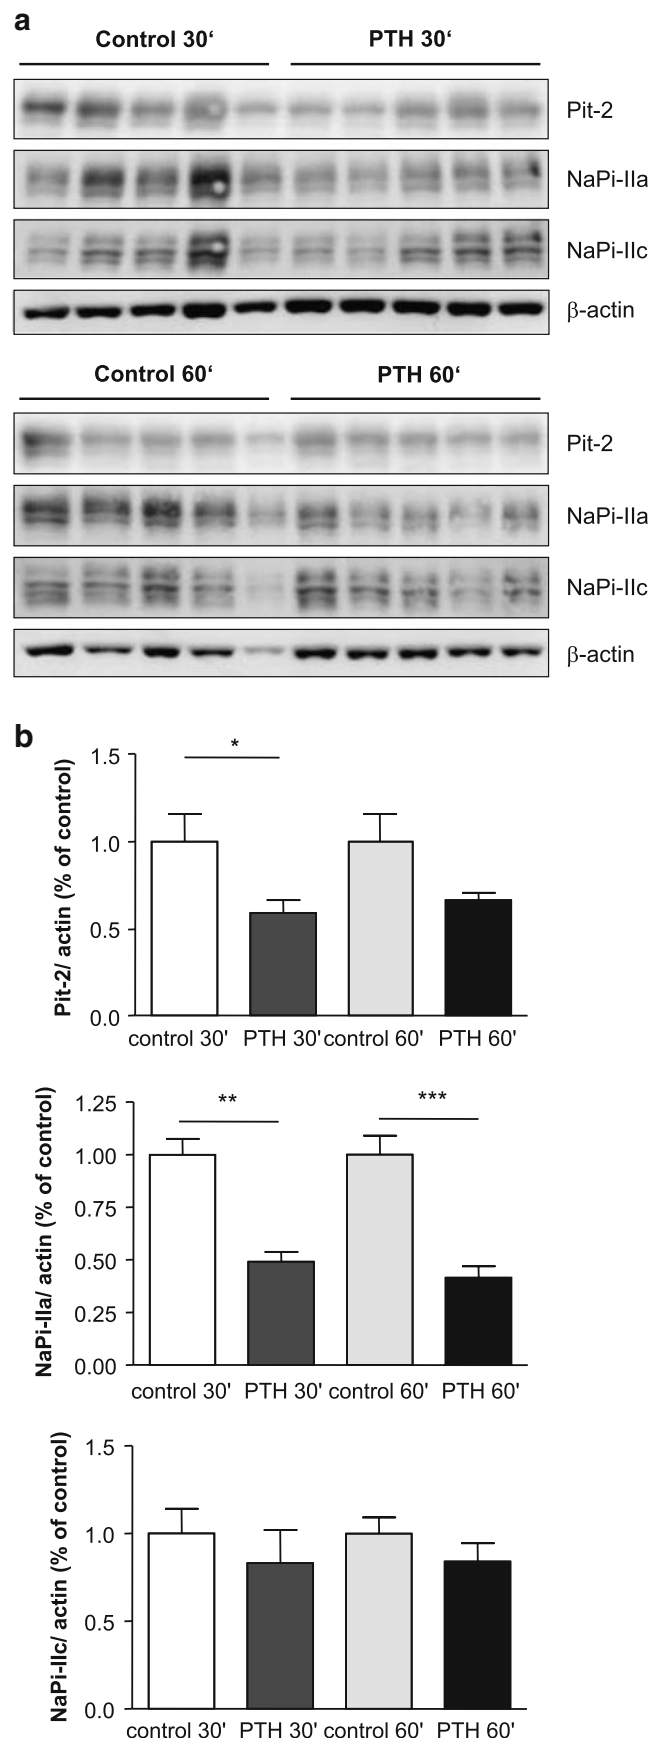 a
Control 30‘ PTH 30‘
Pit-2
NaPi-IIa
NaPi-IIc
β-actin
Control 60‘ PTH 60‘
Pit-2
NaPi-IIa
NaPi-IIc
β-actin
b
Pit-2/ actin (% of control)
1.5
1.0
0.5
0.0
*
control 30' PTH 30' control 60' PTH 60'
NaPi-IIa/ actin (% of control)
1.25
1.00
0.75
0.50
0.25
0.00
** ***
control 30' PTH 30' control 60' PTH 60'
NaPi-IIc/ actin (% of control)
1.5
1.0
0.5
0.0
control 30' PTH 30' control 60' PTH 60'